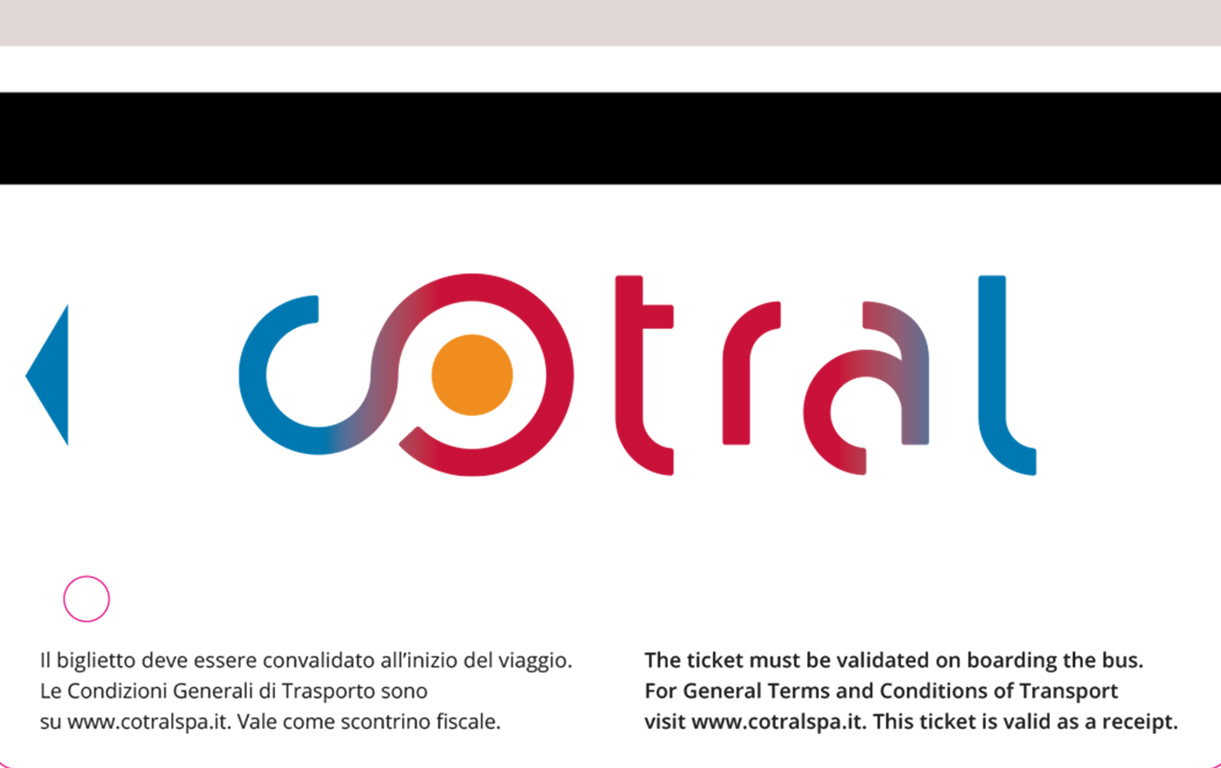 cotral
Il biglietto deve essere convalidato all’inizio del viaggio.
Le Condizioni Generali di Trasporto sono
su www.cotralspa.it. Vale come scontrino fiscale.
The ticket must be validated on boarding the bus.
For General Terms and Conditions of Transport
visit www.cotralspa.it. This ticket is valid as a receipt.